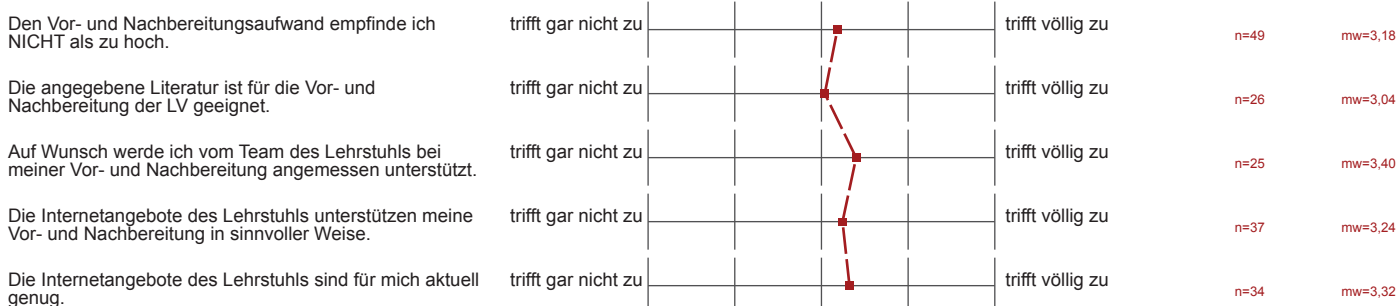 Den Vor- und Nachbereitungsaufwand empfinde ich
NICHT als zu hoch.
trifft gar nicht zu
trifft völlig zu
n=49
mw=3,18
Die angegebene Literatur ist für die Vor- und
Nachbereitung der LV geeignet.
trifft gar nicht zu
trifft völlig zu
n=26
mw=3,04
Auf Wunsch werde ich vom Team des Lehrstuhls bei
meiner Vor- und Nachbereitung angemessen unterstützt.
trifft gar nicht zu
trifft völlig zu
n=25
mw=3,40
Die Internetangebote des Lehrstuhls unterstützen meine
Vor- und Nachbereitung in sinnvoller Weise.
trifft gar nicht zu
trifft völlig zu
n=37
mw=3,24
Die Internetangebote des Lehrstuhls sind für mich aktuell
genug.
trifft gar nicht zu
trifft völlig zu
n=34
mw=3,32